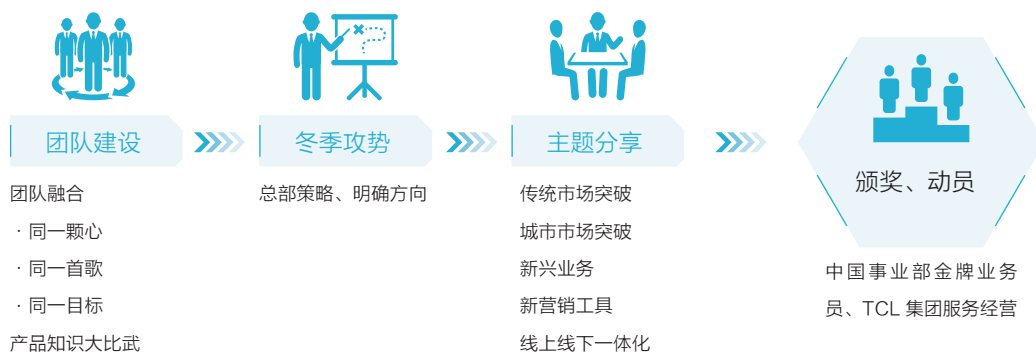 团队建设
团队融合
· 同一颗心
· 同一首歌
· 同一目标
产品知识大比武
冬季攻势
总部策略、明确方向
主题分享
传统市场突破
城市市场突破
新兴业务
新营销工具
线上线下一体化
颁奖、动员
中国事业部金牌业务
员、TCL 集团服务经营